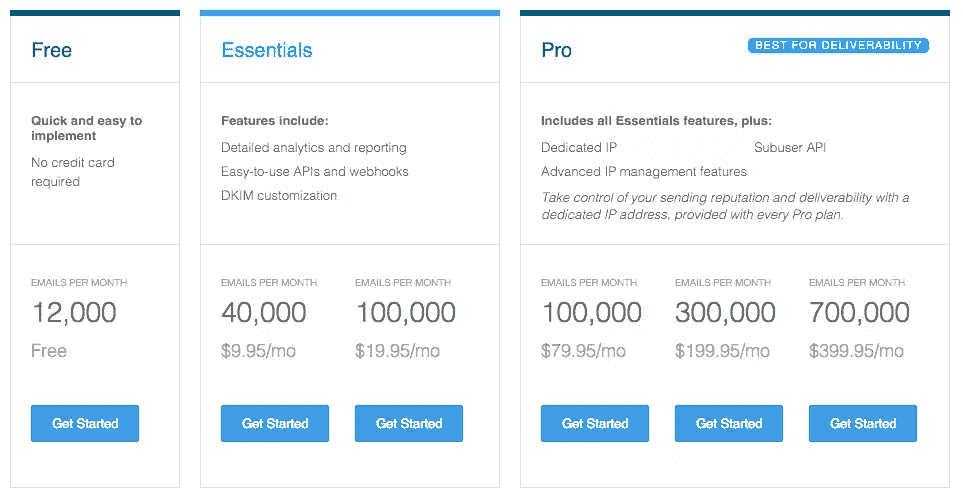 Free
Quick and easy to
implement
No credit card
required
EMAILS PER MONTH
12,000
Free
Get Started
Essentials
Features include:
Detailed analytics and reporting
Easy-to-use APIs and webhooks
DKIM customization
EMAILS PER MONTH EMAILS PER MONTH
40,000 100,000
$9.95/mo $19.95/mo
Get Started Get Started
Pro BEST FOR DELIVERABILITY
Includes all Essentials features, plus:
Dedicated IP Subuser API
Advanced IP management features
Take control of your sending reputation and deliverability with a
dedicated IP address, provided with every Pro plan.
EMAILS PER MONTH EMAILS PER MONTH EMAILS PER MONTH
100,000 300,000 700,000
$79.95/mo $199.95/mo $399.95/mo
Get Started Get Started Get Started